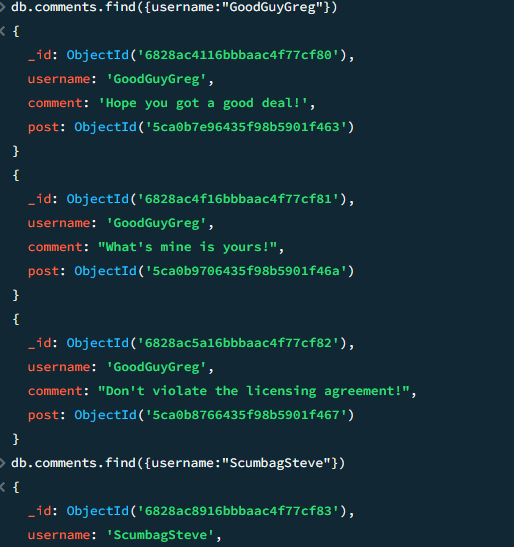 db.comments.find({username:"GoodGuyGreg"})
{
_id: ObjectId('6828ac4116bbbaac4f77cf80'),
username: 'GoodGuyGreg',
comment: 'Hope you got a good deal!',
post: ObjectId('5ca0b7e96435f98b5901f463')
}
{
_id: ObjectId('6828ac4f16bbbaac4f77cf81'),
username: 'GoodGuyGreg',
comment: "What's mine is yours!",
post: ObjectId('5ca0b9706435f98b5901f46a')
}
{
_id: ObjectId('6828ac5a16bbbaac4f77cf82'),
username: 'GoodGuyGreg',
comment: "Don't violate the licensing agreement!",
post: ObjectId('5ca0b8766435f98b5901f467')
}
db.comments.find({username:"ScumbagSteve"})
{
_id: ObjectId('6828ac8916bbbaac4f77cf83'),
username: 'ScumbagSteve',